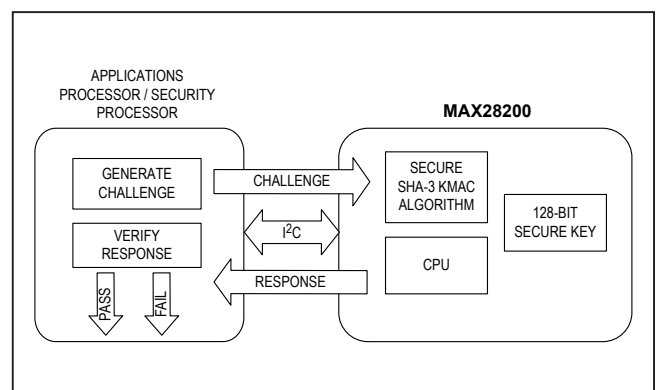 APPLICATIONS
PROCESSOR / SECURITY
PROCESSOR
MAX28200
GENERATE
CHALLENGE
CHALLENGE
SECURE
SHA-3 KMAC
ALGORITHM
128-BIT
SECURE KEY
VERIFY
RESPONSE
I²C
CPU
RESPONSE
PASS
FAIL